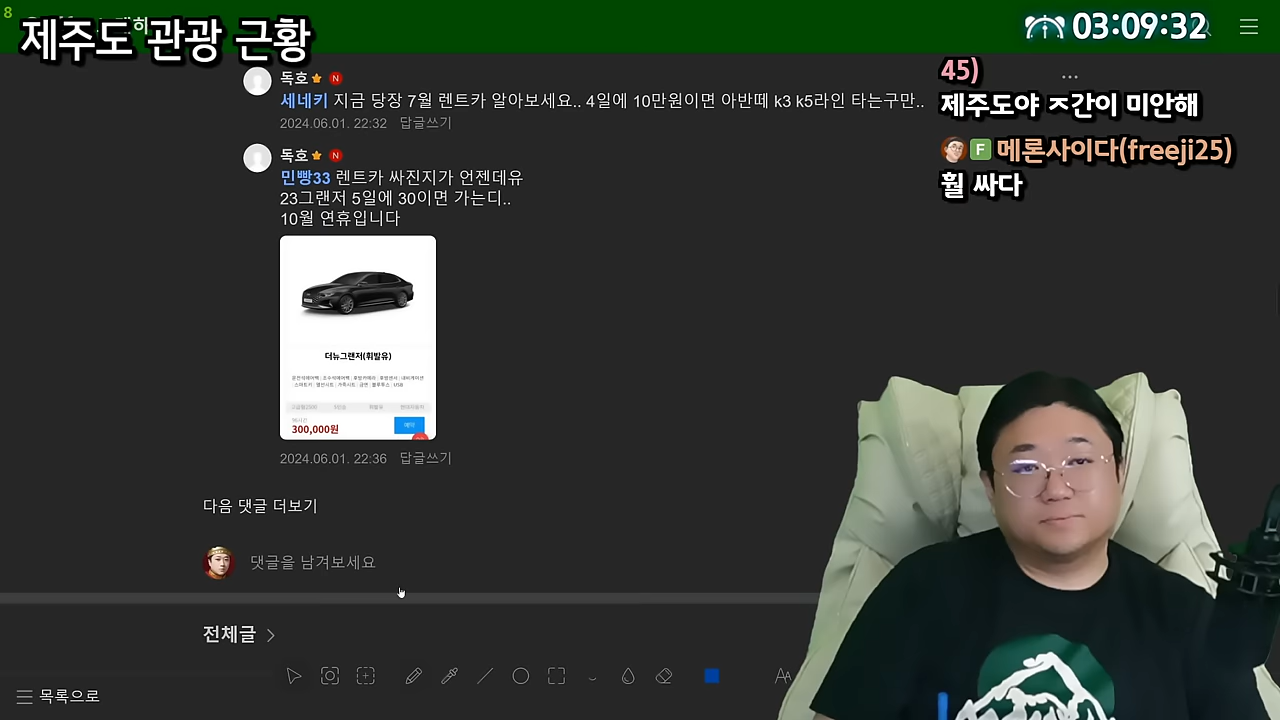 8
제주도 관광 근황
03:09:32
독호 N
세네키 지금 당장 7월 렌트카 알아보세요.. 4일에 10만원이면 아반떼 k3 k5라인 타는구만..
2024.06.01. 22:32 답글쓰기
독호 N
민빵33 렌트카 싸진지가 언젠데유
23그랜저 5일에 30이면 가는디..
10월 연휴입니다
더뉴그랜저(휘발유)
300,000원
예약
2024.06.01. 22:36 답글쓰기
다음 댓글 더보기
댓글을 남겨보세요
전체글
AA
목록으로
45)
제주도야 ㅈ간이 미안해
F 메론사이다(freeji25)
훨 싸다